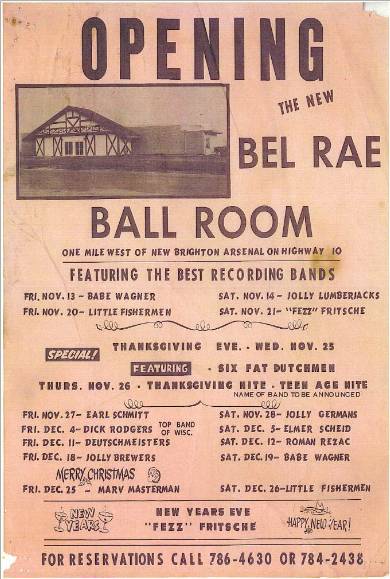 OPENING
THE NEW
BEL RAE
BALL ROOM
ONE MILE WEST OF NEW BRIGHTON ARSENAL ON HIGHWAY 10
FEATURING THE BEST RECORDING BANDS
FRI. NOV. 13 - BABE WAGNER SAT. NOV. 14 - JOLLY LUMBERJACKS
FRI. NOV. 20 - LITTLE FISHERMEN SAT. NOV. 21 - "FEZZ" FRITSCHE
THANKSGIVING EVE. - WED. NOV. 25
SPECIAL!
FEATURING - SIX FAT DUTCHMEN
THURS. NOV. 26 - THANKSGIVING NITE - TEEN AGE NITE
NAME OF BAND TO BE ANNOUNCED
FRI. NOV. 27 - EARL SCHMITT SAT. NOV. 28 - JOLLY GERMANS
FRI. DEC. 4 - DICK RODGERS TOP BAND OF WISC. SAT. DEC. 5 - ELMER SCHEID
FRI. DEC. 11 - DEUTSCHMEISTERS SAT. DEC. 12 - ROMAN REZAC
FRI. DEC. 18 - JOLLY BREWERS SAT. DEC. 19 - BABE WAGNER
MERRY CHRISTMAS
FRI. DEC. 25 - MARV MASTERMAN SAT. DEC. 26 - LITTLE FISHERMEN
NEW YEARS
NEW YEARS EVE
"FEZZ" FRITSCHE
HAPPY NEW YEAR!
FOR RESERVATIONS CALL 786-4630 OR 784-2438